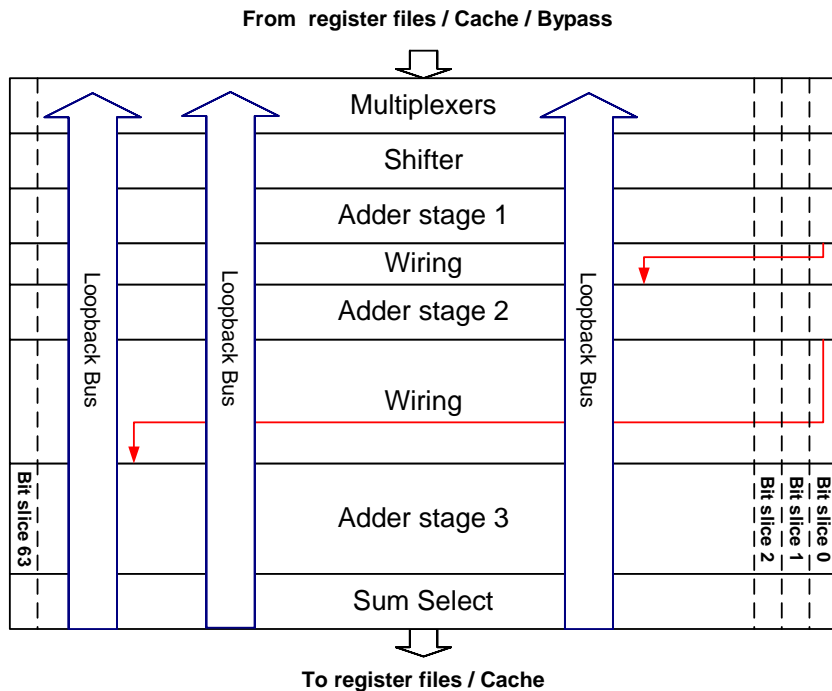 From  register files / Cache / Bypass
Multiplexers
Shifter
Adder stage 1
Wiring
Adder stage 2
Wiring
Adder stage 3
Sum Select
Loopback Bus
Loopback Bus
Loopback Bus
Bit slice 63
Bit slice 2
Bit slice 1
Bit slice 0
To register files / Cache